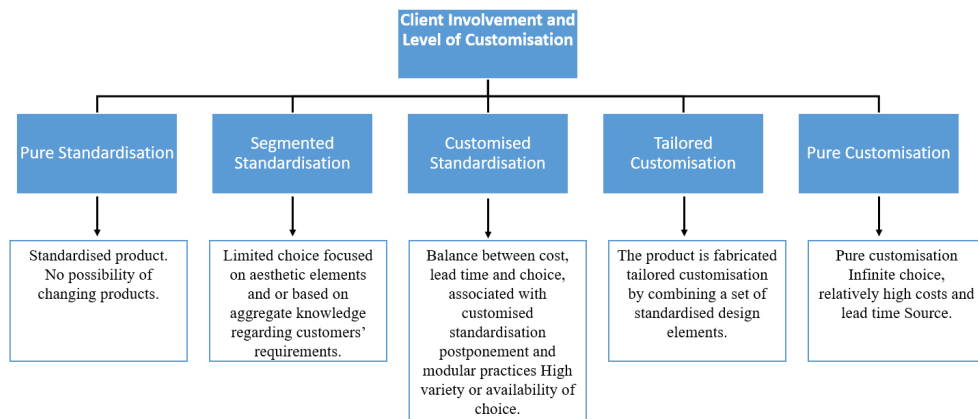 Client Involvement and
Level of Customisation
Pure Standardisation
Segmented
Standardisation
Customised
Standardisation
Tailored
Customisation
Pure Customisation
Standardised product.
No possibility of
changing products.
Limited choice focused
on aesthetic elements
and or based on
aggregate knowledge
regarding customers’
requirements.
Balance between cost,
lead time and choice,
associated with
customised
standardisation
postponement and
modular practices High
variety or availability of
choice.
The product is fabricated
tailored customisation
by combining a set of
standardised design
elements.
Pure customisation
Infinite choice,
relatively high costs and
lead time Source.